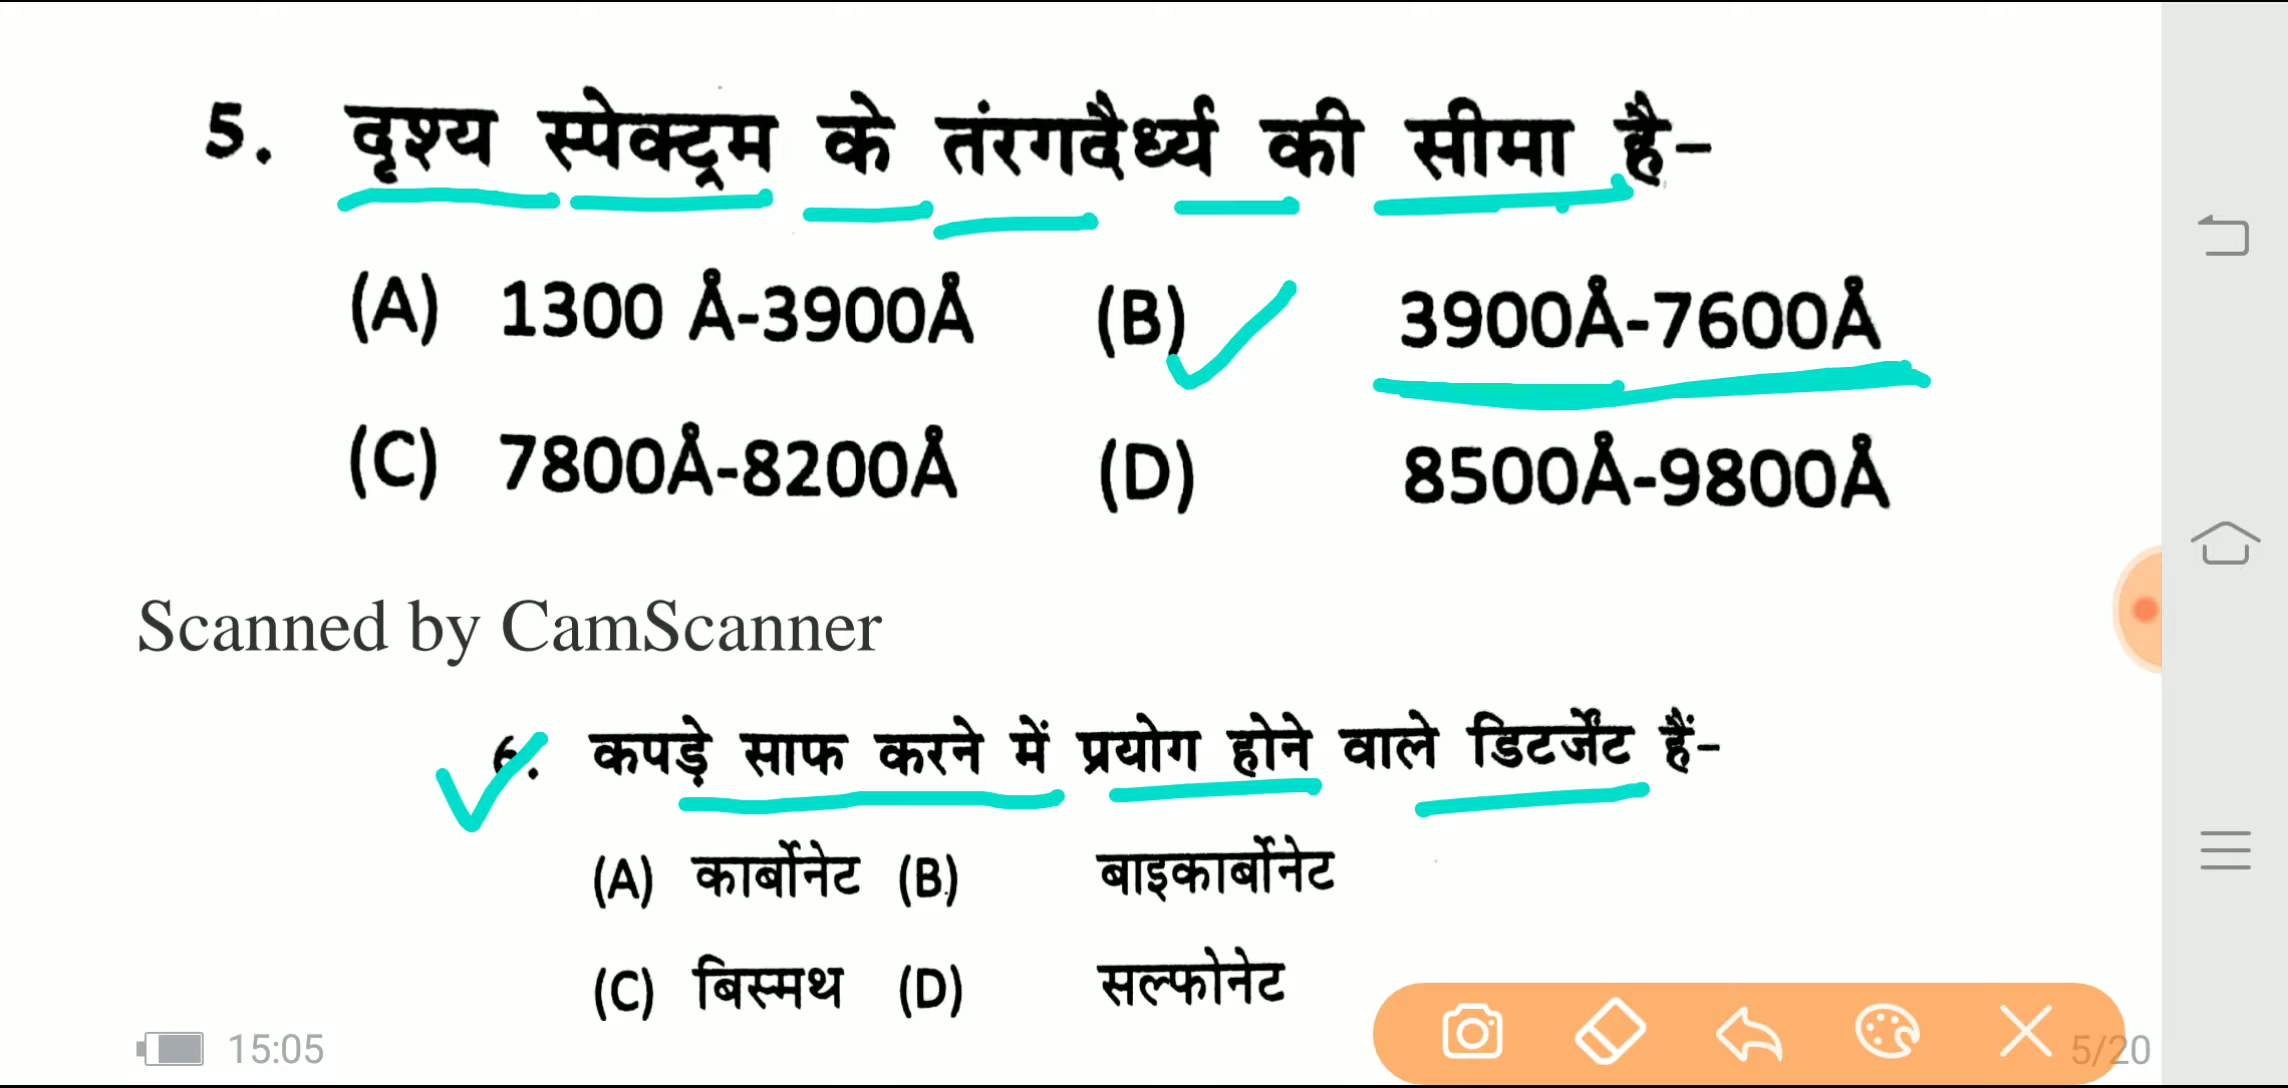 5. दृश्य स्पेक्ट्रम के तंरगदैर्ध्य की सीमा है-
(A) 1300 Å-3900Å (B) 3900Å-7600Å
(C) 7800Å-8200Å (D) 8500Å-9800Å
Scanned by CamScanner
6. कपड़े साफ करने में प्रयोग होने वाले डिटर्जेंट हैं-
(A) कार्बोनेट (B) बाइकार्बोनेट
(C) बिस्मथ (D) सल्फोनेट
15:05 5/20